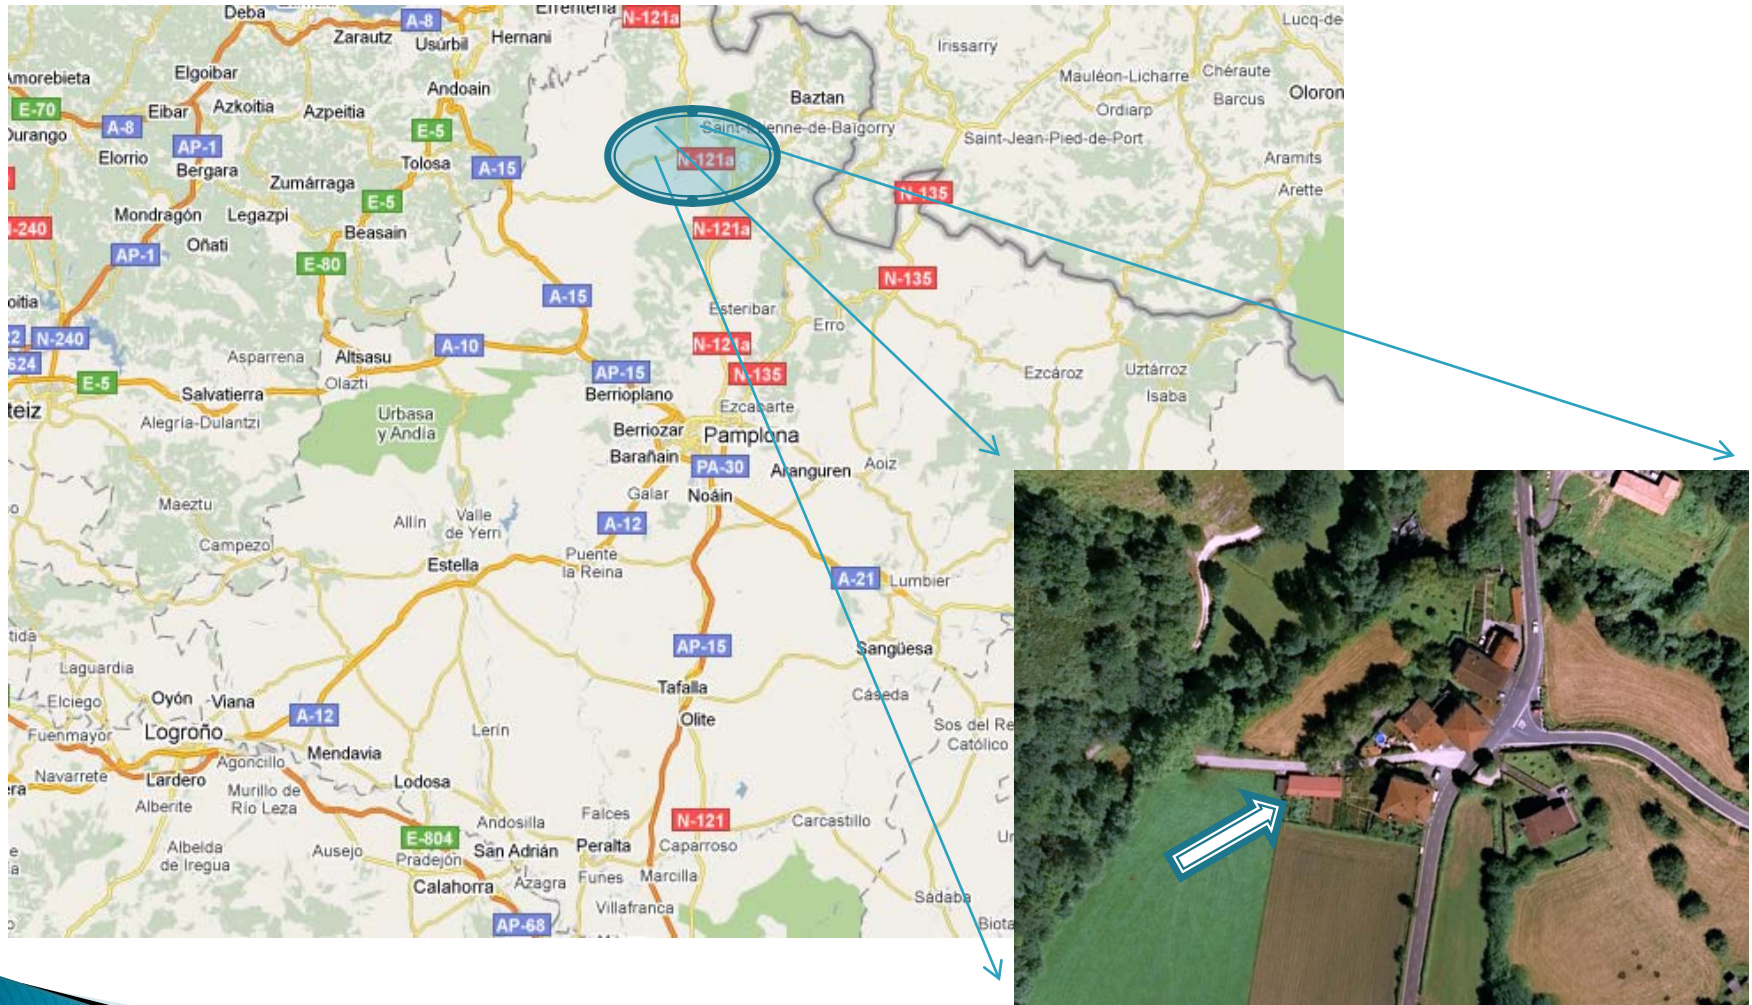 Deba
A-8
Errenteria
N-121a
Lucq-de
Zarautz
Usúrbil
Hernani
Irissarry
Amorebieta
Elgoibar
Andoain
Mauléon-Licharre
Chéraute
E-70
Eibar
Azkoitia
Azpeitia
Baztan
Ordiarp
Barcus
Oloron
Durango
A-8
E-5
Saint-Etienne-de-Baïgorry
Saint-Jean-Pied-de-Port
Elorrio
AP-1
Bergara
Tolosa
A-15
N-121a
Aramits
Zumárraga
E-5
N-135
Arette
Mondragón
Legazpi
N-240
Beasain
N-121a
AP-1
Oñati
E-80
N-135
oitia
A-15
Esteribar
Erro
N-240
624
Asparrena
Altsasu
A-10
N-121a
Ezcároz
Uztárroz
E-5
Olazti
AP-15
N-135
Isaba
Salvatierra
Berrioplano
Ezcabarte
teiz
Alegría-Dulantzi
Urbasa
y Andía
Berriozar
Pamplona
Barañain
PA-30
Aranguren
Aoiz
Maeztu
Galar
Noáin
Allín
Valle
de Yerri
A-12
Campezo
Estella
Puente
la Reina
A-21
Lumbier
tida
Laguardia
AP-15
Sangüesa
Elciego
Oyón
Viana
Tafalla
Cáseda
Fuenmayor
Logroño
A-12
Lerín
Olite
Sos del Re
Católico
Navarrete
Agoncillo
Mendavia
Lardero
Murillo de
Río Leza
Lodosa
Alberite
Andosilla
Falces
N-121
Carcastillo
E-804
Albelda
de Iregua
Ausejo
Pradejón
San Adrián
Peralta
Caparroso
Calahorra
Azagra
Funes
Marcilla
Villafranca
Sádaba
AP-68
Biota